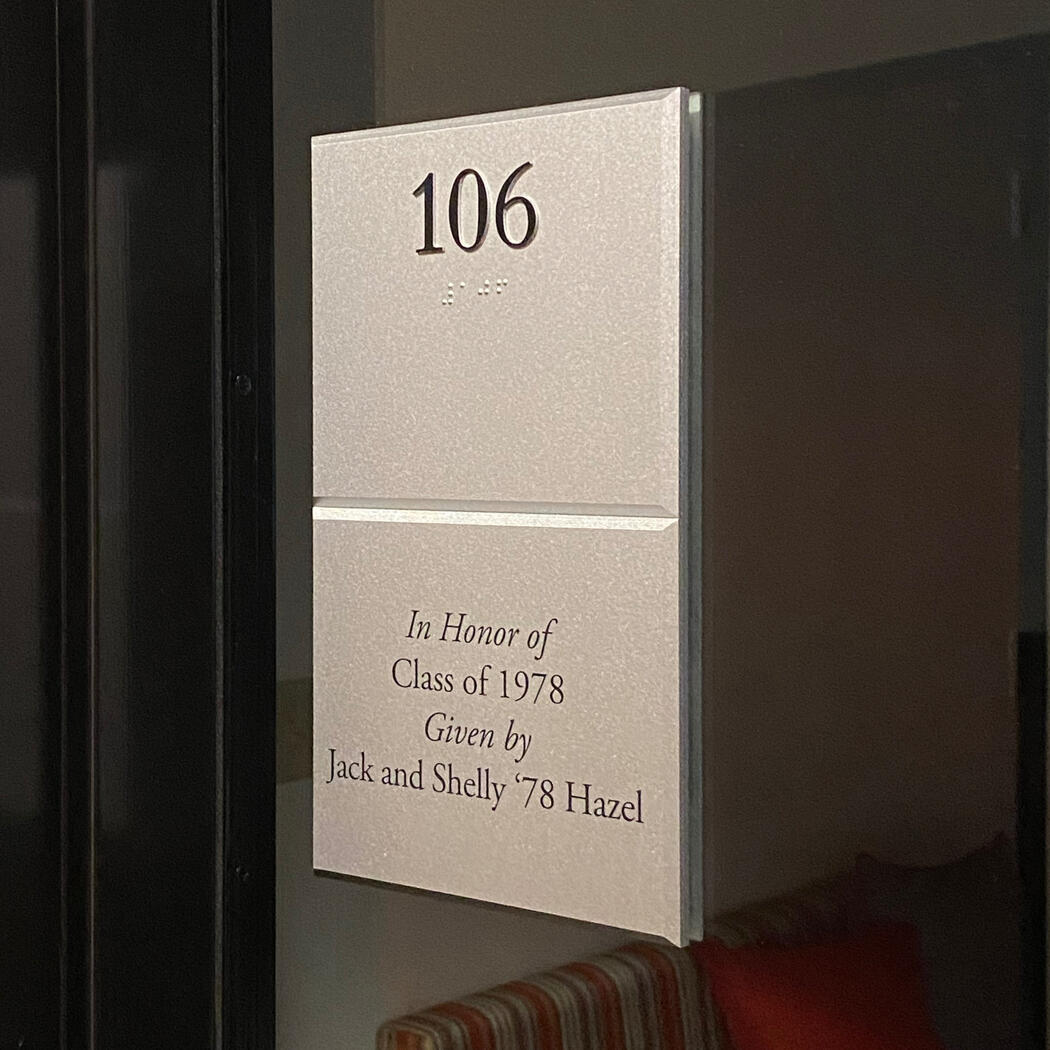 106
⠼⠁⠚⠋
In Honor of
Class of 1978
Given by
Jack and Shelly ‘78 Hazel